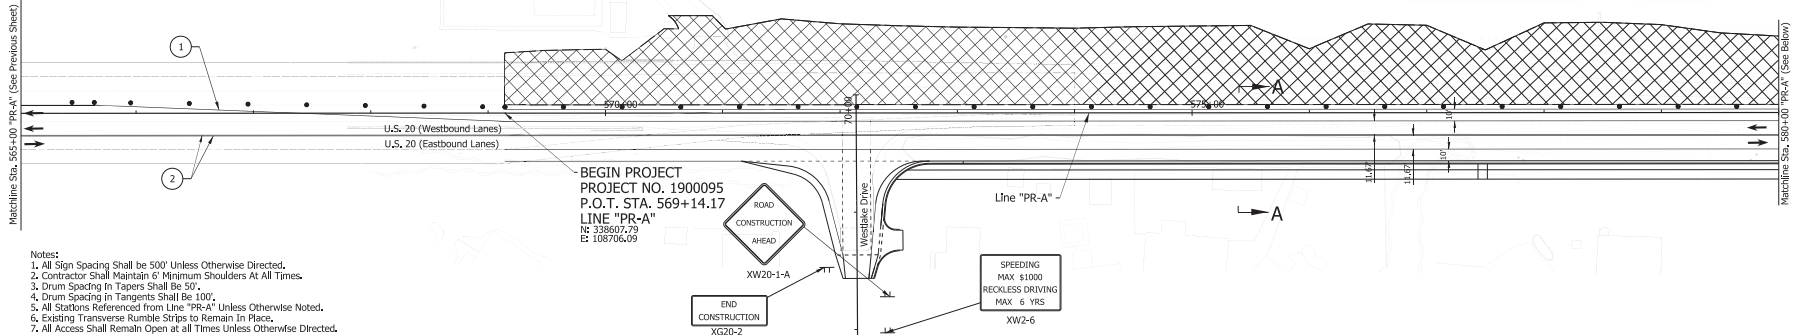 Matchline Sta. 565+00 "PR-A" (See Previous Sheet)
1
2
U.S. 20 (Westbound Lanes)
U.S. 20 (Eastbound Lanes)
570+00
70+00
575+00
A
A
10'
10'
11.67'
11.67'
Matchline Sta. 580+00 "PR-A" (See Below)
BEGIN PROJECT
PROJECT NO. 1900095
P.O.T. STA. 569+14.17
LINE "PR-A"
N: 338607.79
E: 108706.09
ROAD
CONSTRUCTION
AHEAD
XW20-1-A
Westlake Drive
Line "PR-A"
END
CONSTRUCTION
XG20-2
SPEEDING
MAX $1000
RECKLESS DRIVING
MAX 6 YRS
XW2-6
Notes:
1. All Sign Spacing Shall be 500' Unless Otherwise Directed.
2. Contractor Shall Maintain 6' Minimum Shoulders At All Times.
3. Drum Spacing in Tapers Shall Be 50'.
4. Drum Spacing in Tangents Shall Be 100'.
5. All Stations Referenced from Line "PR-A" Unless Otherwise Noted.
6. Existing Transverse Rumble Strips to Remain In Place.
7. All Access Shall Remain Open at all Times Unless Otherwise Directed.